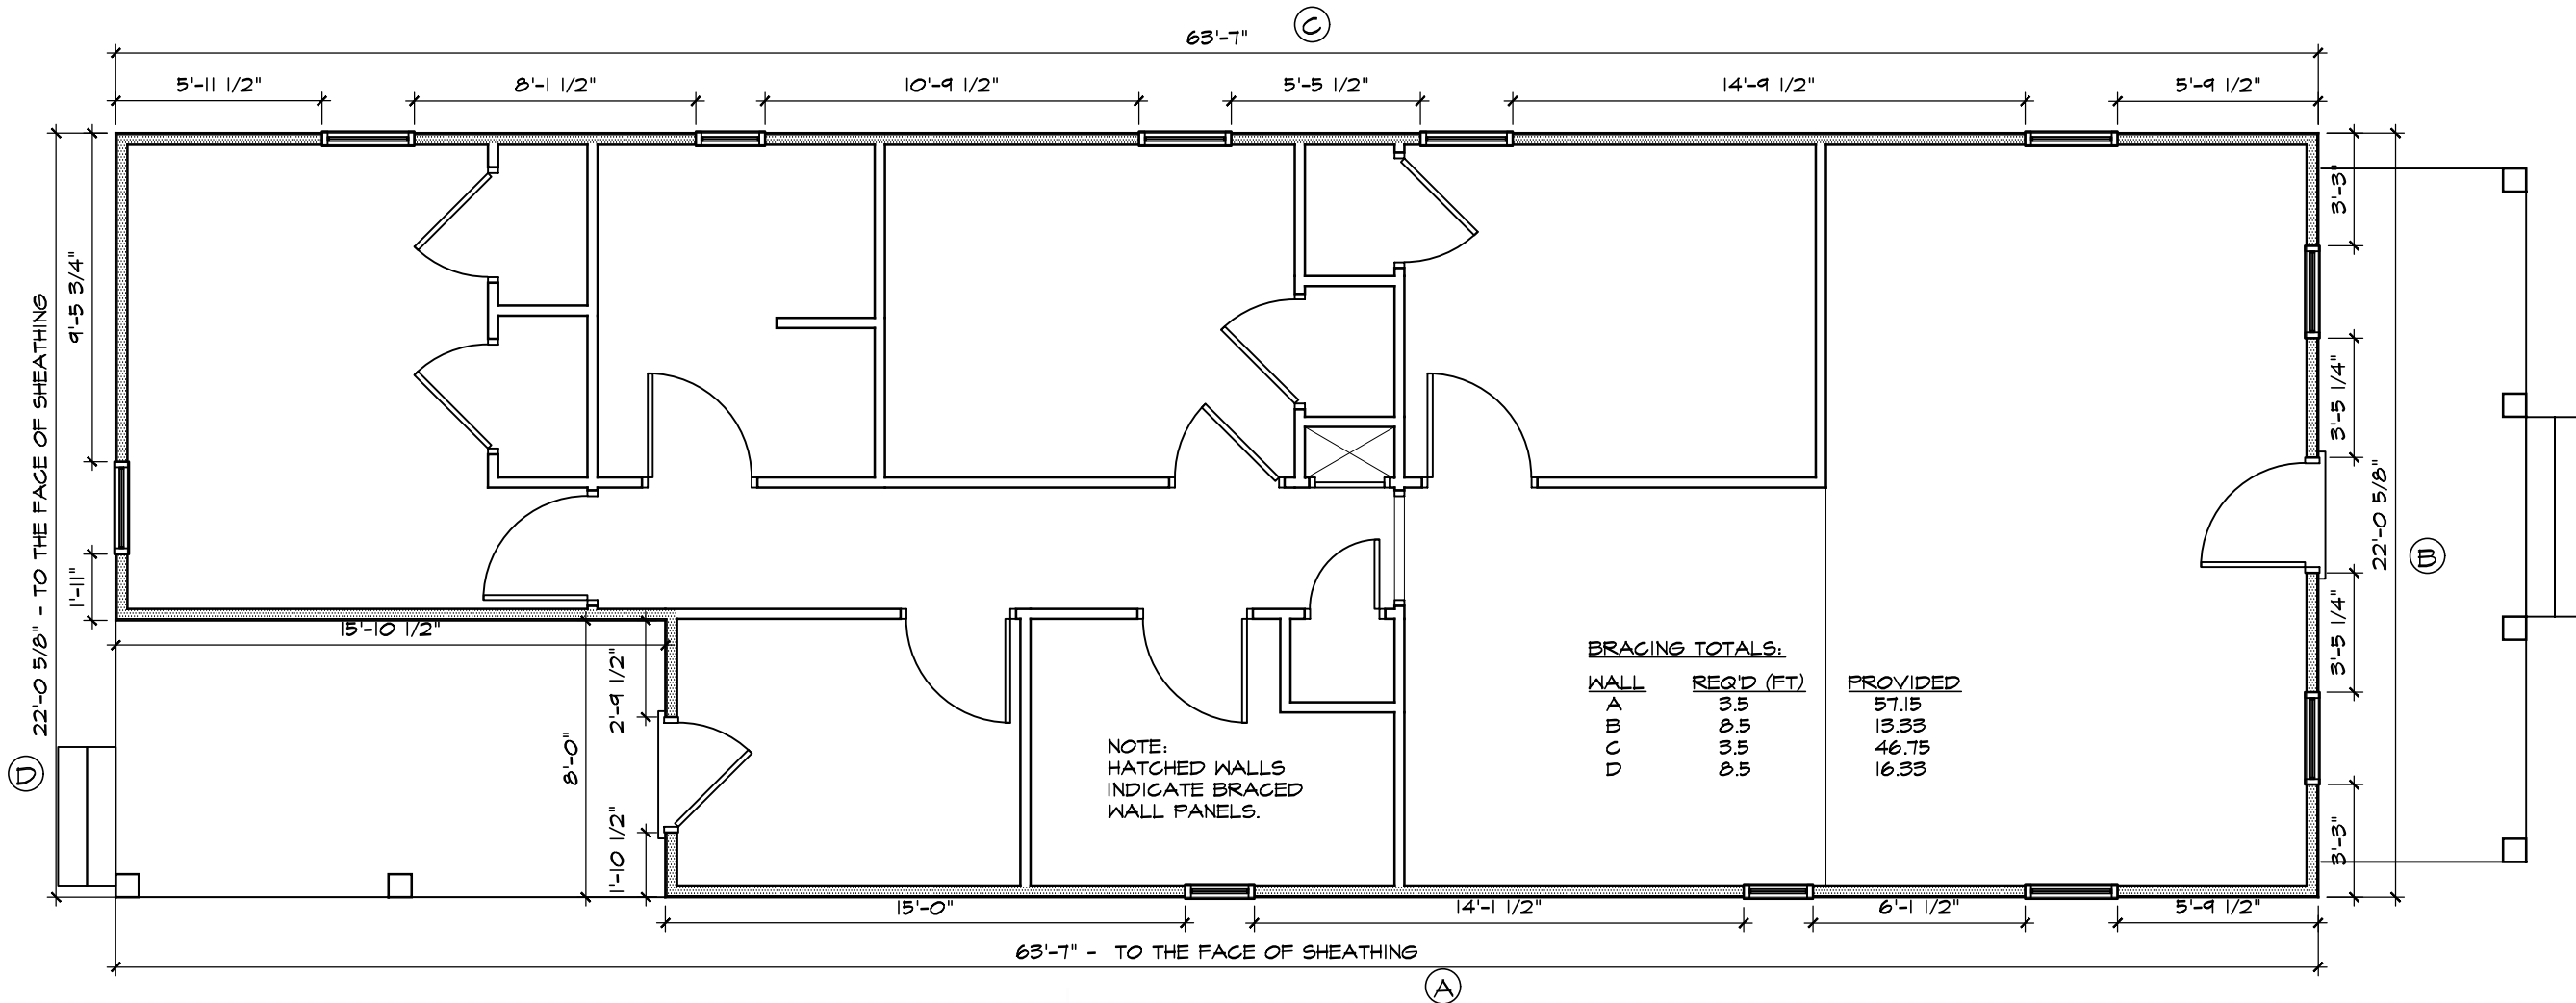 C
63'-7"
5'-11 1/2"
8'-1 1/2"
10'-9 1/2"
5'-5 1/2"
14'-9 1/2"
5'-9 1/2"
22'-0 5/8" - TO THE FACE OF SHEATHING
9'-5 3/4"
1'-11"
D
3'-3"
3'-5 1/4"
22'-0 5/8"
B
3'-5 1/4"
3'-3"
15'-10 1/2"
2'-9 1/2"
8'-0"
1'-10 1/2"
NOTE:
HATCHED WALLS
INDICATE BRACED
WALL PANELS.
BRACING TOTALS:
WALL REQ'D (FT) PROVIDED
A 3.5 57.15
B 8.5 13.33
C 3.5 46.75
D 8.5 16.33
15'-0"
14'-1 1/2"
6'-1 1/2"
5'-9 1/2"
63'-7" - TO THE FACE OF SHEATHING
A